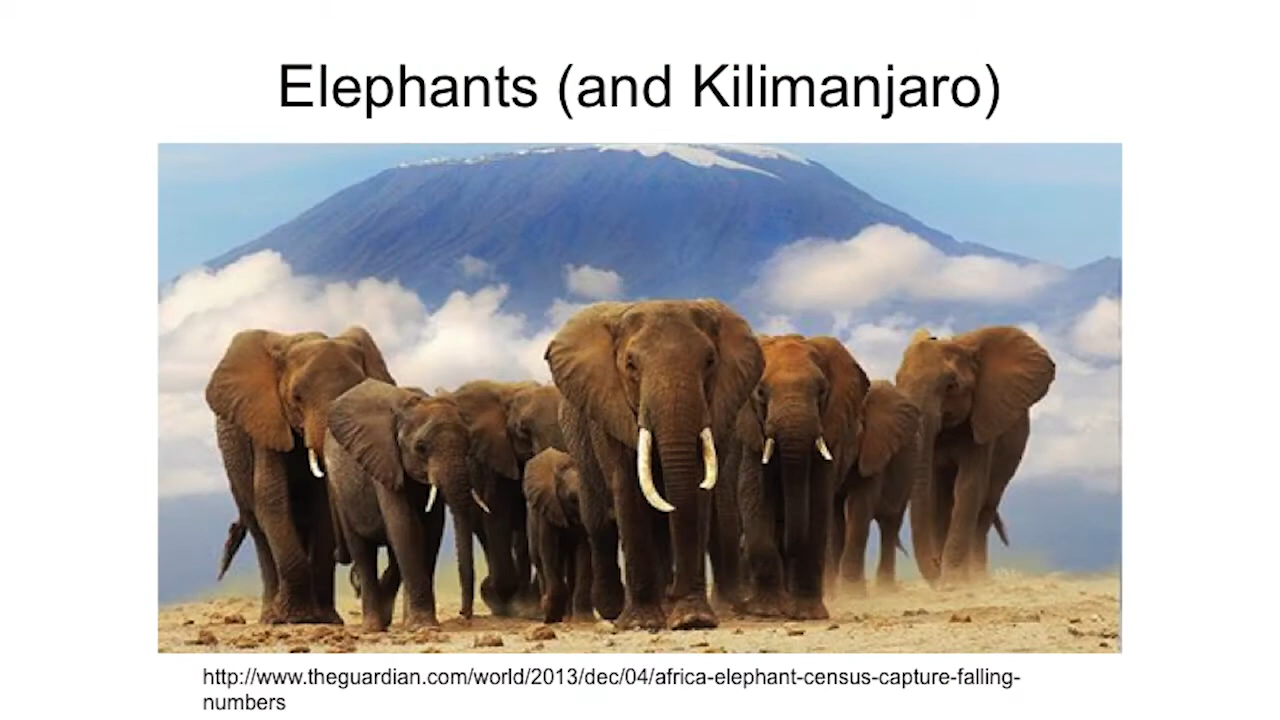 Elephants (and Kilimanjaro)
http://www.theguardian.com/world/2013/dec/04/africa-elephant-census-capture-falling-
numbers